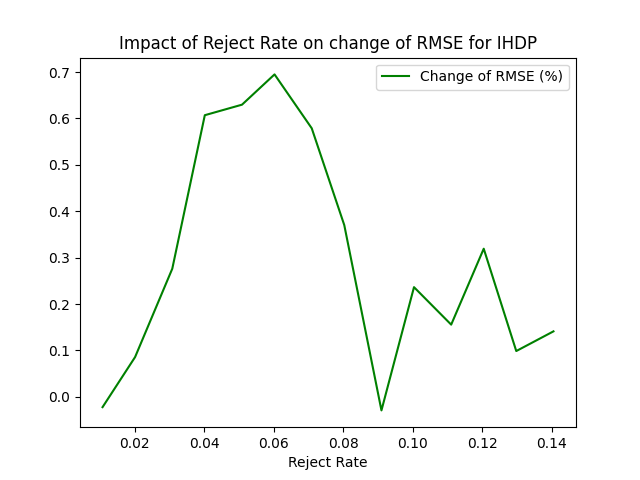 Impact of Reject Rate on change of RMSE for IHDP
Change of RMSE (%)
0.7
0.6
0.5
0.4
0.3
0.2
0.1
0.0
0.02 0.04 0.06 0.08 0.10 0.12 0.14
Reject Rate